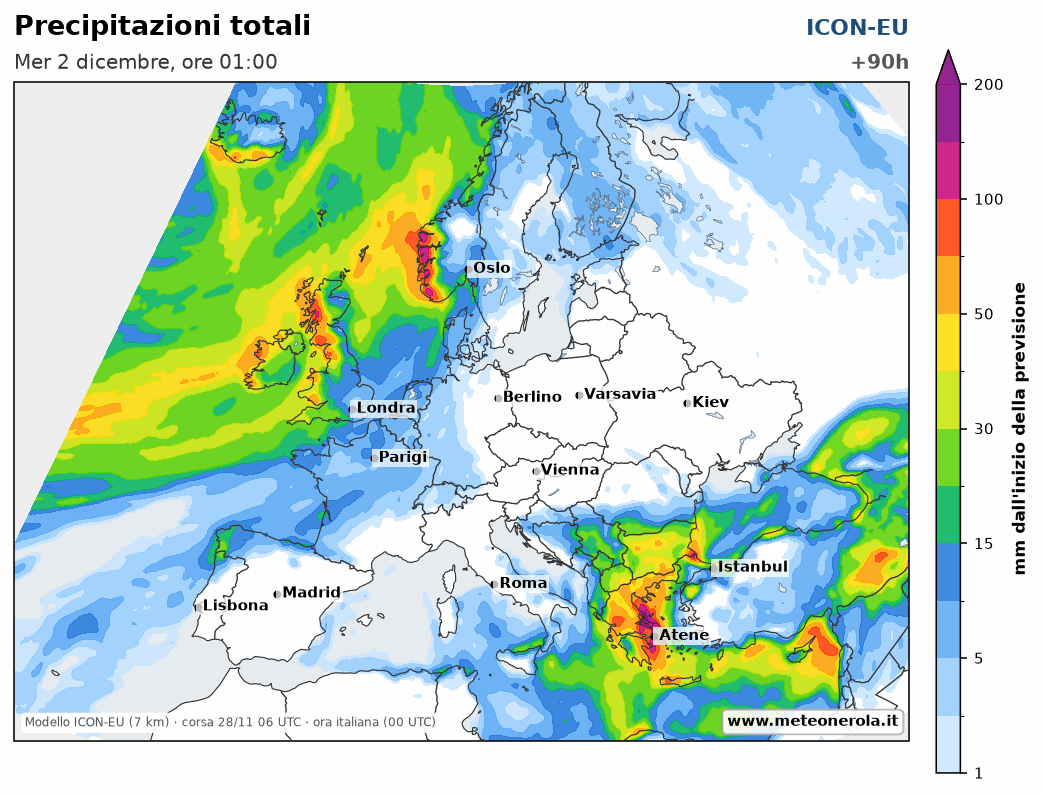 Precipitazioni totali
ICON-EU
Mer 2 dicembre, ore 01:00
+90h
200
100
50
30
15
5
1
mm dall'inizio della previsione
Oslo
Berlino
Varsavia
Kiev
Londra
Parigi
Vienna
Istanbul
Roma
Madrid
Lisbona
Atene
Modello ICON-EU (7 km) · corsa 28/11 06 UTC · ora italiana (00 UTC)
www.meteonerola.it